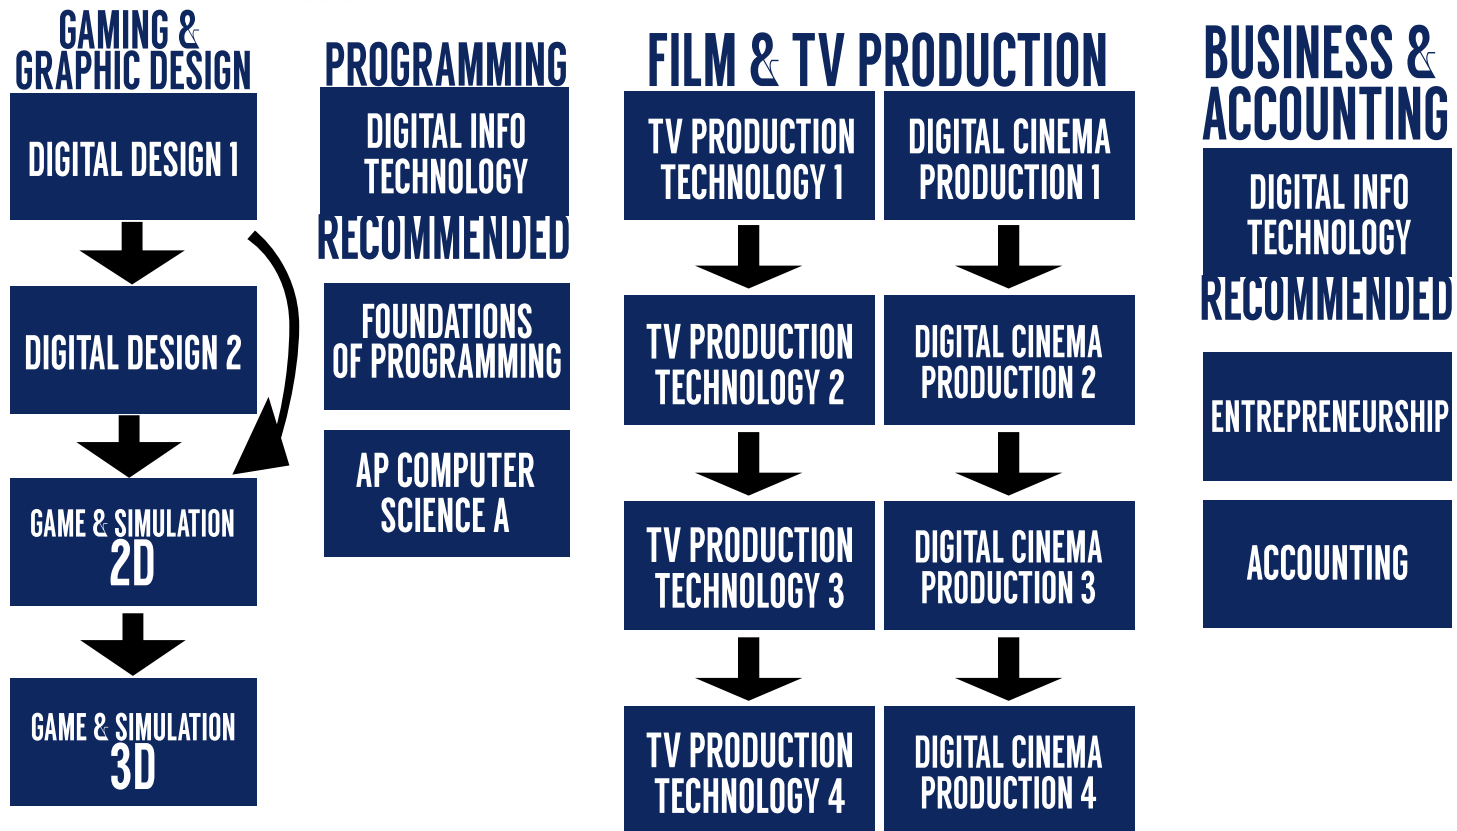 GAMING &
GRAPHIC DESIGN
DIGITAL DESIGN 1
DIGITAL DESIGN 2
GAME & SIMULATION
2D
GAME & SIMULATION
3D
PROGRAMMING
DIGITAL INFO
TECHNOLOGY
RECOMMENDED
FOUNDATIONS
OF PROGRAMMING
AP COMPUTER
SCIENCE A
FILM & TV PRODUCTION
TV PRODUCTION
TECHNOLOGY 1
TV PRODUCTION
TECHNOLOGY 2
TV PRODUCTION
TECHNOLOGY 3
TV PRODUCTION
TECHNOLOGY 4
DIGITAL CINEMA
PRODUCTION 1
DIGITAL CINEMA
PRODUCTION 2
DIGITAL CINEMA
PRODUCTION 3
DIGITAL CINEMA
PRODUCTION 4
BUSINESS &
ACCOUNTING
DIGITAL INFO
TECHNOLOGY
RECOMMENDED
ENTREPRENEURSHIP
ACCOUNTING